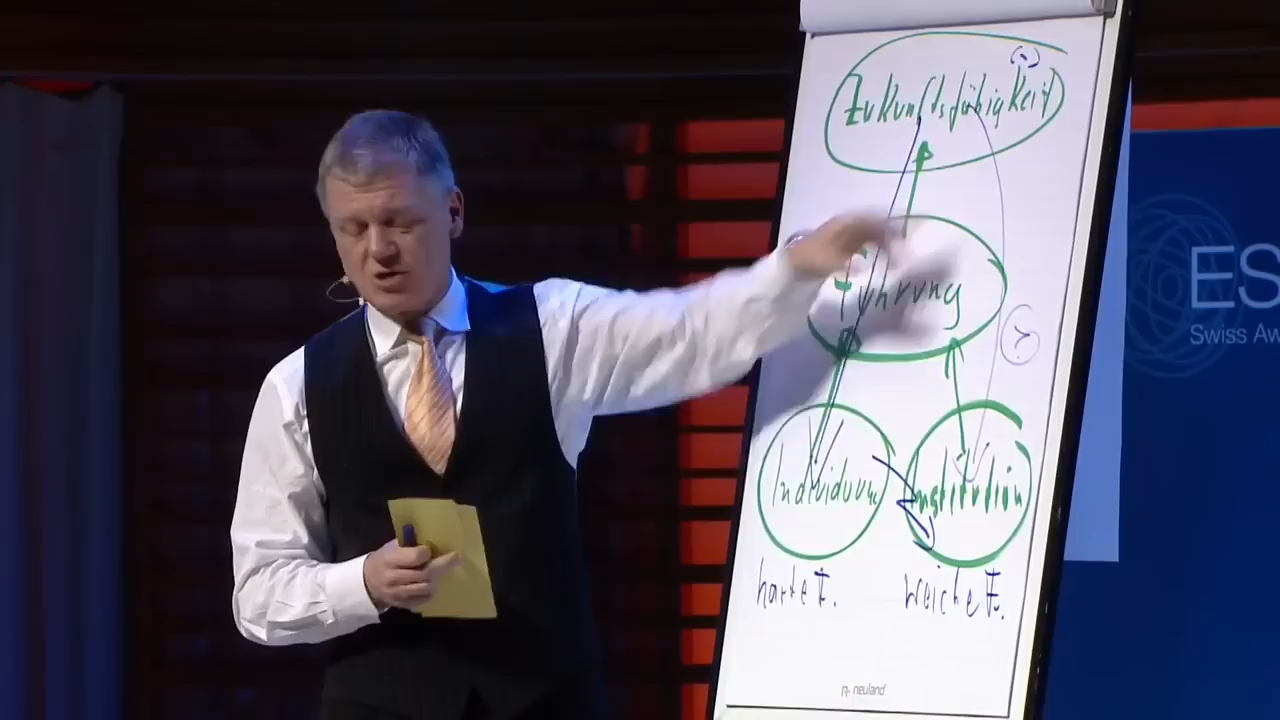 Zukunftsfähigkeit
Führung
Individuum
Institution
harte F.
weiche F.
neuland
ES
Swiss Aw